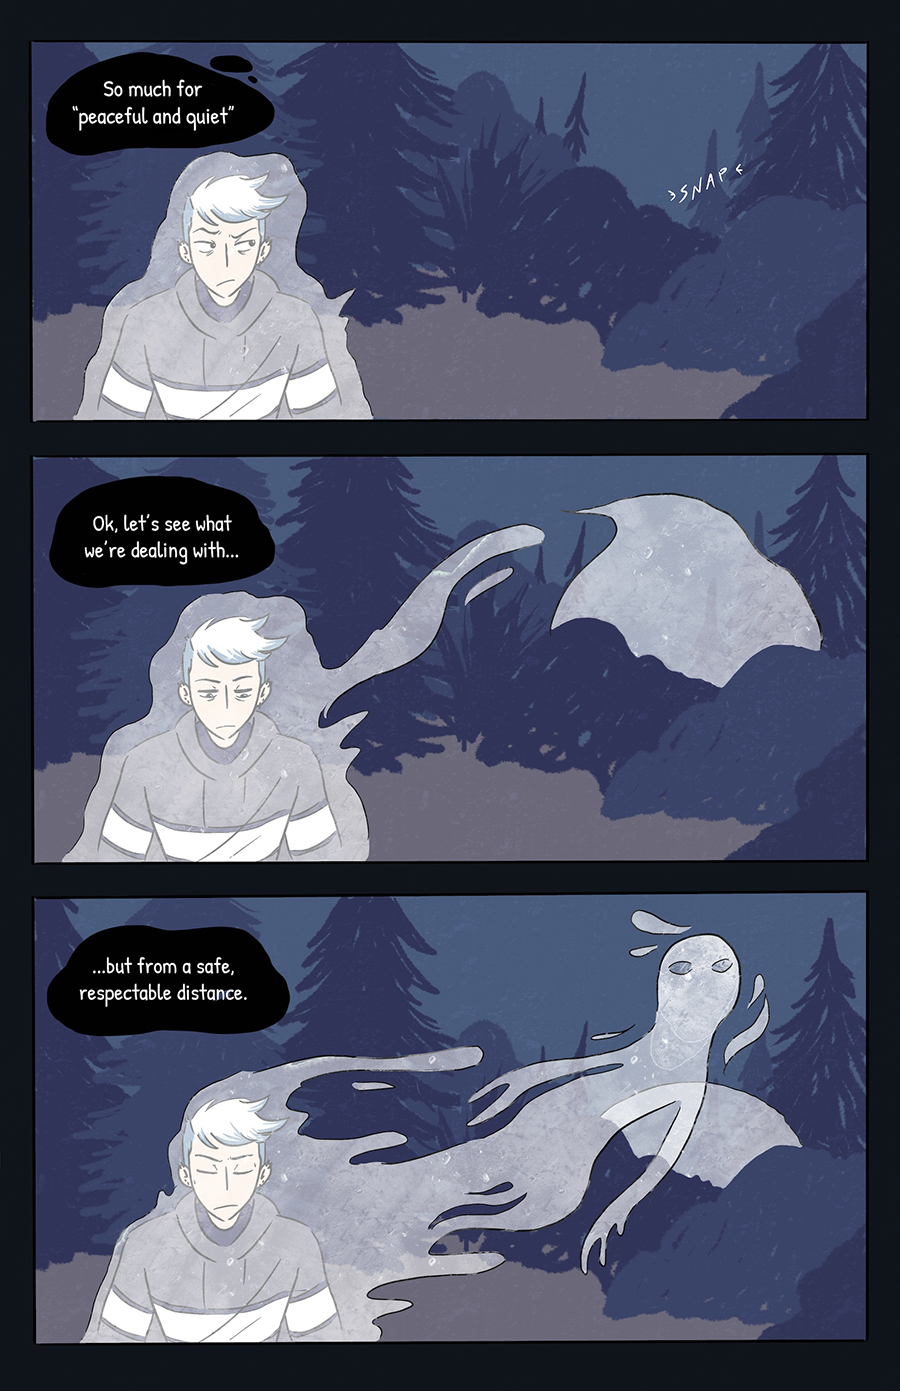 So much for
“peaceful and quiet”
SNAP
Ok, let's see what
we're dealing with...
...but from a safe,
respectable distance.